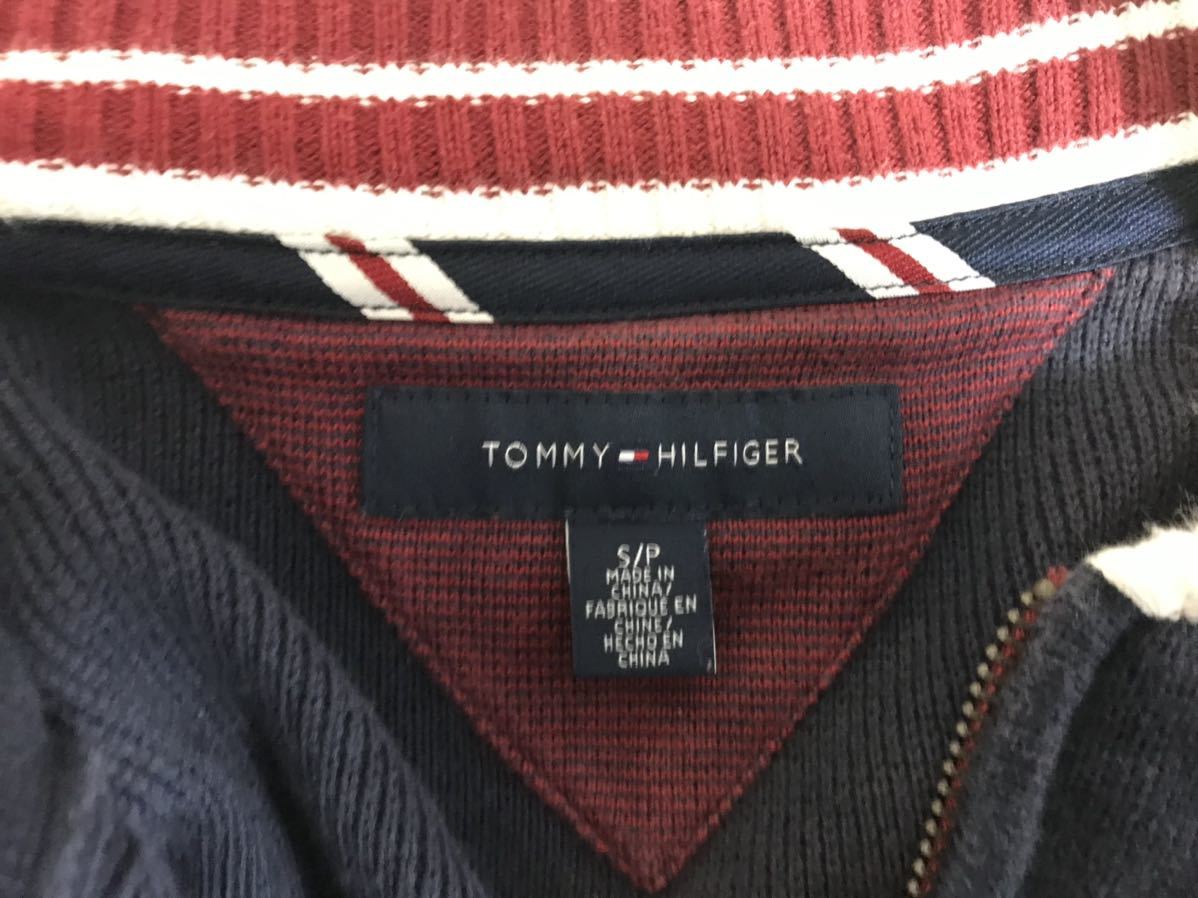 TOMMY HILFIGER
S/P
MADE IN
CHINA/
FABRIQUE EN
CHINE/
HECHO EN
CHINA